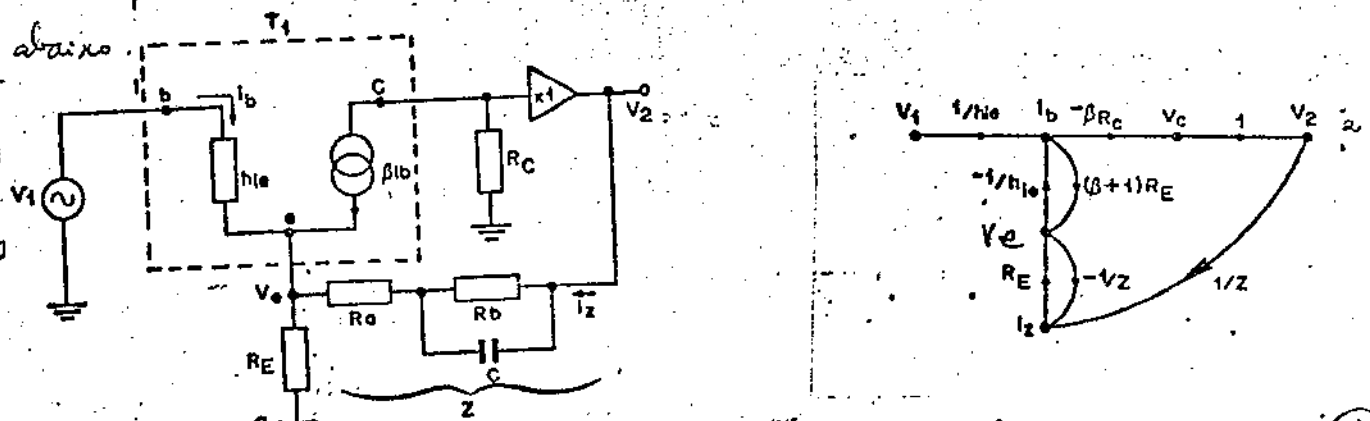 abaixo.
T1
b
Ib
C
x1
V2
V1
hie
βIb
RC
e
Ve
Ra
Rb
Iz
RE
C
Z
V1
1/hie
Ib
-βRc
Vc
1
V2
-1/hie
(β+1)RE
Ve
RE
-1/Z
1/Z
Iz